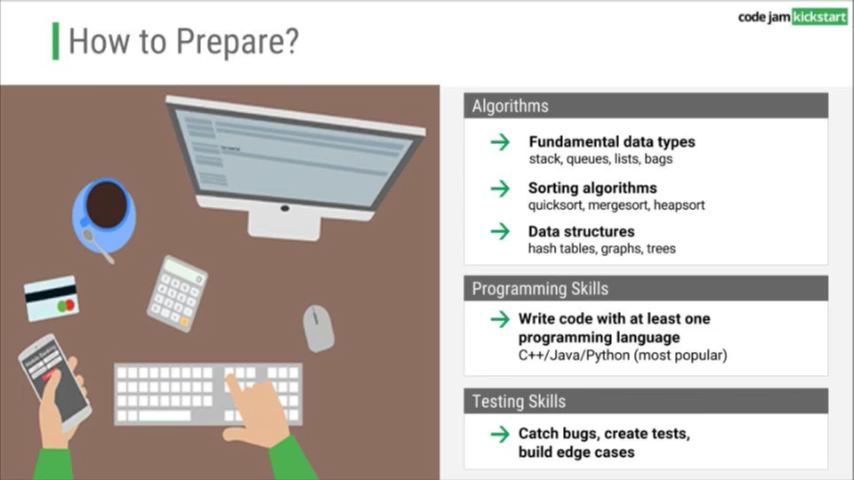 code jam kickstart
How to Prepare?
Algorithms
Fundamental data types
stack, queues, lists, bags
Sorting algorithms
quicksort, mergesort, heapsort
Data structures
hash tables, graphs, trees
Programming Skills
Write code with at least one
programming language
C++/Java/Python (most popular)
Testing Skills
Catch bugs, create tests,
build edge cases